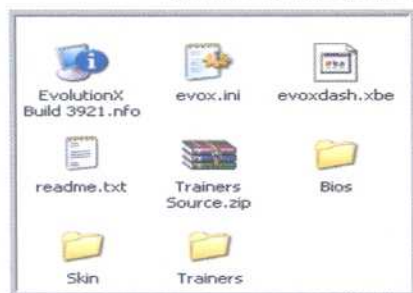 EvolutionX
Build 3921.nfo
evox.ini
evoxdash.xbe
readme.txt
Trainers
Source.zip
Bios
Skin
Trainers